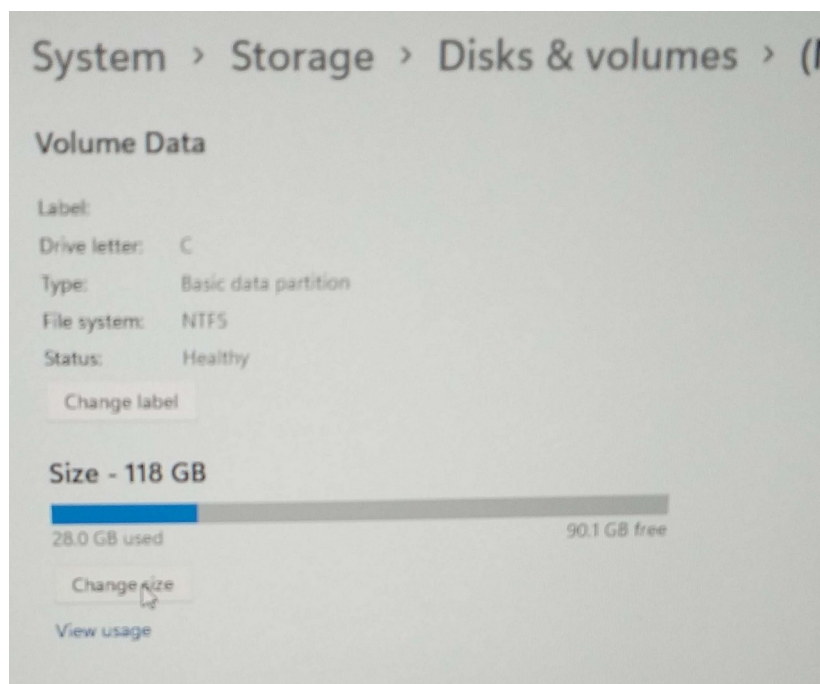 System > Storage > Disks & volumes > (
Volume Data
Label:
Drive letter: C
Type: Basic data partition
File system: NTFS
Status: Healthy
Change label
Size - 118 GB
28.0 GB used 90.1 GB free
Change size
View usage